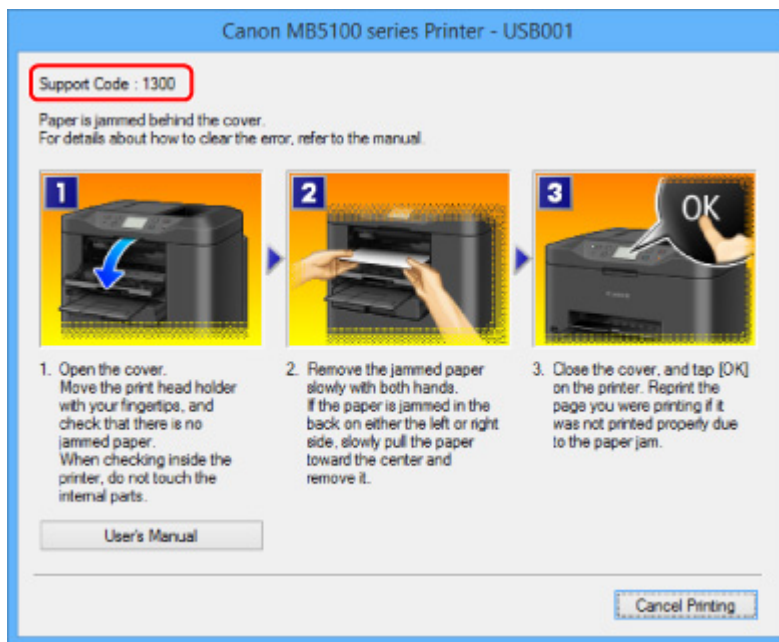 Canon MB5100 series Printer - USB001
Support Code : 1300
Paper is jammed behind the cover.
For details about how to clear the error, refer to the manual.
1
2
3
OK
1. Open the cover.
Move the print head holder
with your fingertips, and
check that there is no
jammed paper.
When checking inside the
printer, do not touch the
internal parts.
2. Remove the jammed paper
slowly with both hands.
If the paper is jammed in the
back on either the left or right
side, slowly pull the paper
toward the center and
remove it.
3. Close the cover, and tap [OK]
on the printer. Reprint the
page you were printing if it
was not printed properly due
to the paper jam.
User's Manual
Cancel Printing